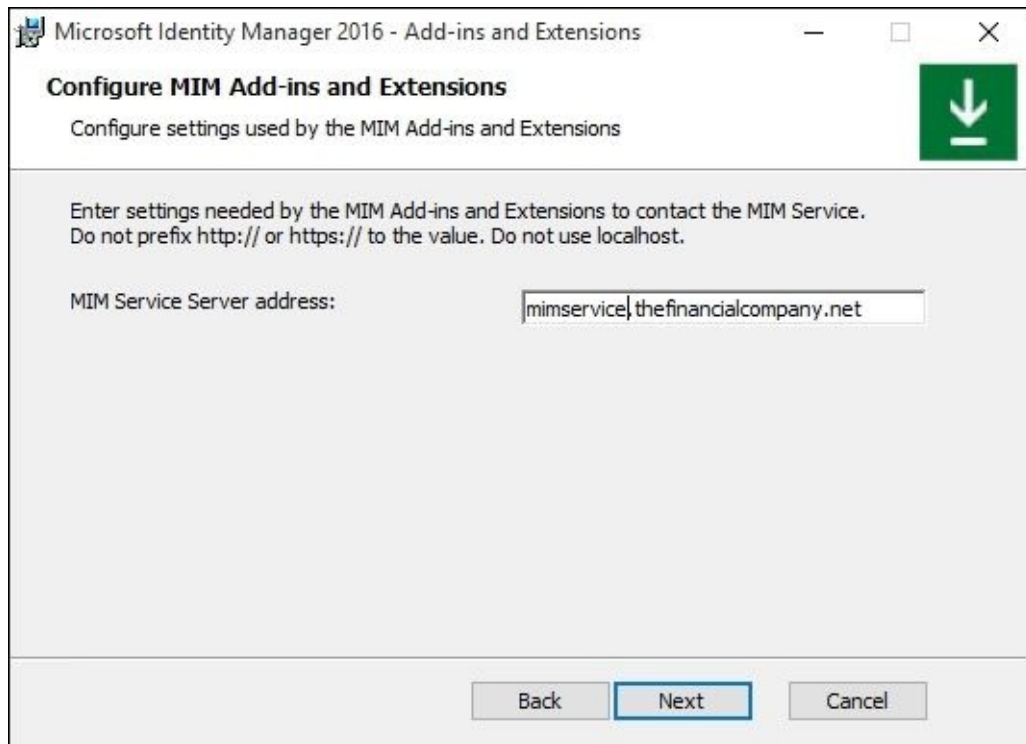 Microsoft Identity Manager 2016 - Add-ins and Extensions
Configure MIM Add-ins and Extensions
Configure settings used by the MIM Add-ins and Extensions
Enter settings needed by the MIM Add-ins and Extensions to contact the MIM Service.
Do not prefix http:// or https:// to the value. Do not use localhost.
MIM Service Server address: mimservice.thefinancialcompany.net
Back Next Cancel